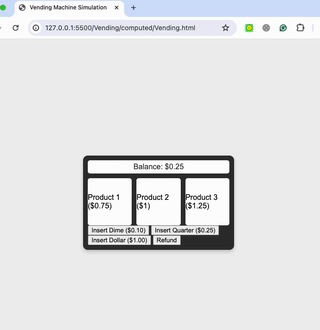 Vending Machine Simulation
127.0.0.1:5500/Vending/computed/Vending.html
Balance: $0.25
Product 1
($0.75)
Product 2
($1)
Product 3
($1.25)
Insert Dime ($0.10) Insert Quarter ($0.25)
Insert Dollar ($1.00) Refund